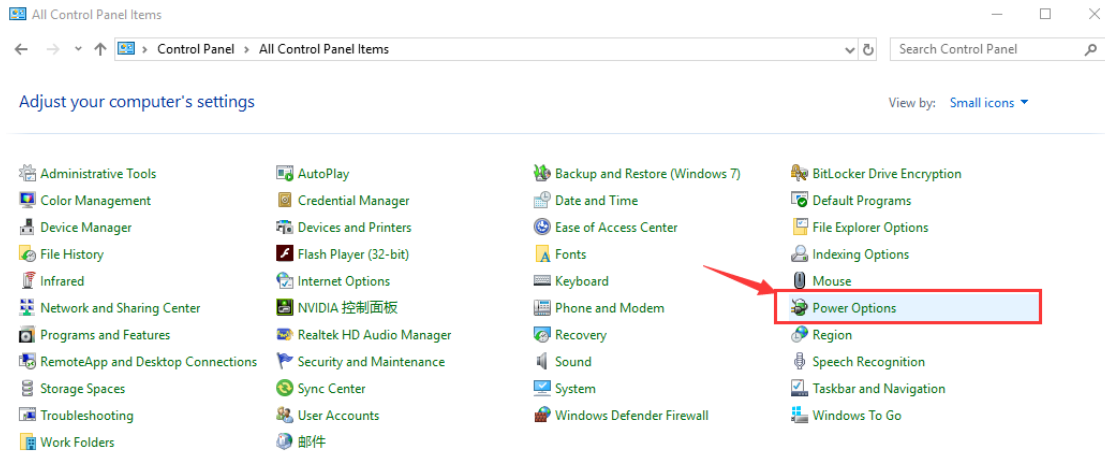 All Control Panel Items
Control Panel > All Control Panel Items
Search Control Panel
Adjust your computer's settings
View by: Small icons
Administrative Tools AutoPlay Backup and Restore (Windows 7) BitLocker Drive Encryption
Color Management Credential Manager Date and Time Default Programs
Device Manager Devices and Printers Ease of Access Center File Explorer Options
File History Flash Player (32-bit) Fonts Indexing Options
Infrared Internet Options Keyboard Mouse
Network and Sharing Center NVIDIA 控制面板 Phone and Modem Power Options
Programs and Features Realtek HD Audio Manager Recovery Region
RemoteApp and Desktop Connections Security and Maintenance Sound Speech Recognition
Storage Spaces Sync Center System Taskbar and Navigation
Troubleshooting User Accounts Windows Defender Firewall Windows To Go
Work Folders 邮件